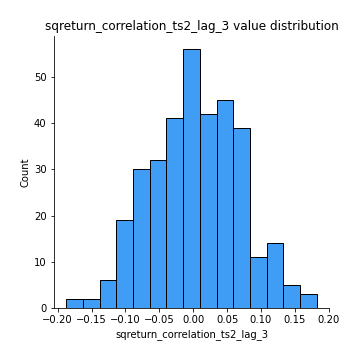 sqreturn_correlation_ts2_lag_3 value distribution
50
40
30
20
10
0
Count
−0.20 −0.15 −0.10 −0.05 0.00 0.05 0.10 0.15 0.20
sqreturn_correlation_ts2_lag_3